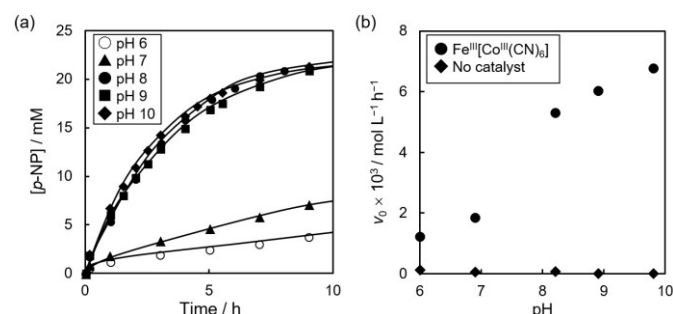 (a)
pH 6
pH 7
pH 8
pH 9
pH 10
25
20
15
10
5
0
[p-NP] / mM
0
5
10
Time / h
(b)
Fe^III[Co^III(CN)₆]
No catalyst
8
6
4
2
0
v₀ × 10³ / mol L⁻¹ h⁻¹
6
7
8
9
10
pH